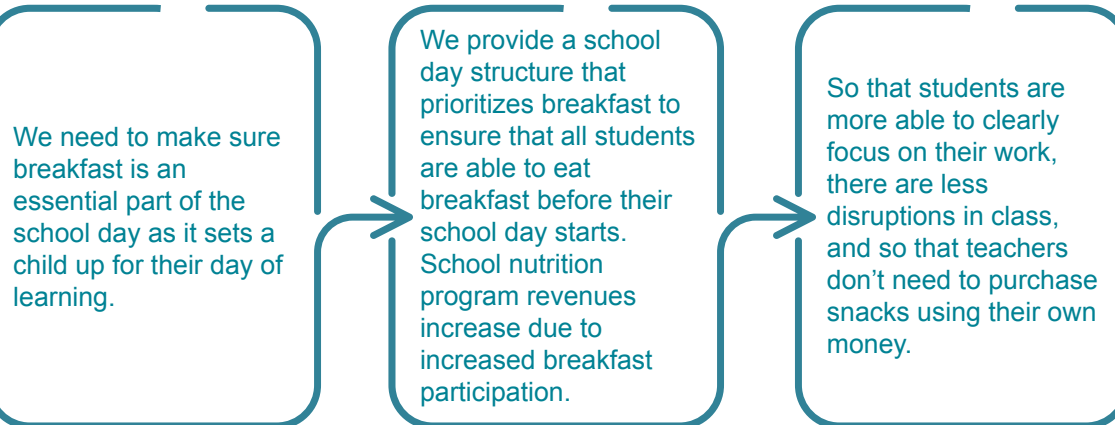 We need to make sure
breakfast is an
essential part of the
school day as it sets a
child up for their day of
learning.
We provide a school
day structure that
prioritizes breakfast to
ensure that all students
are able to eat
breakfast before their
school day starts.
School nutrition
program revenues
increase due to
increased breakfast
participation.
So that students are
more able to clearly
focus on their work,
there are less
disruptions in class,
and so that teachers
don’t need to purchase
snacks using their own
money.